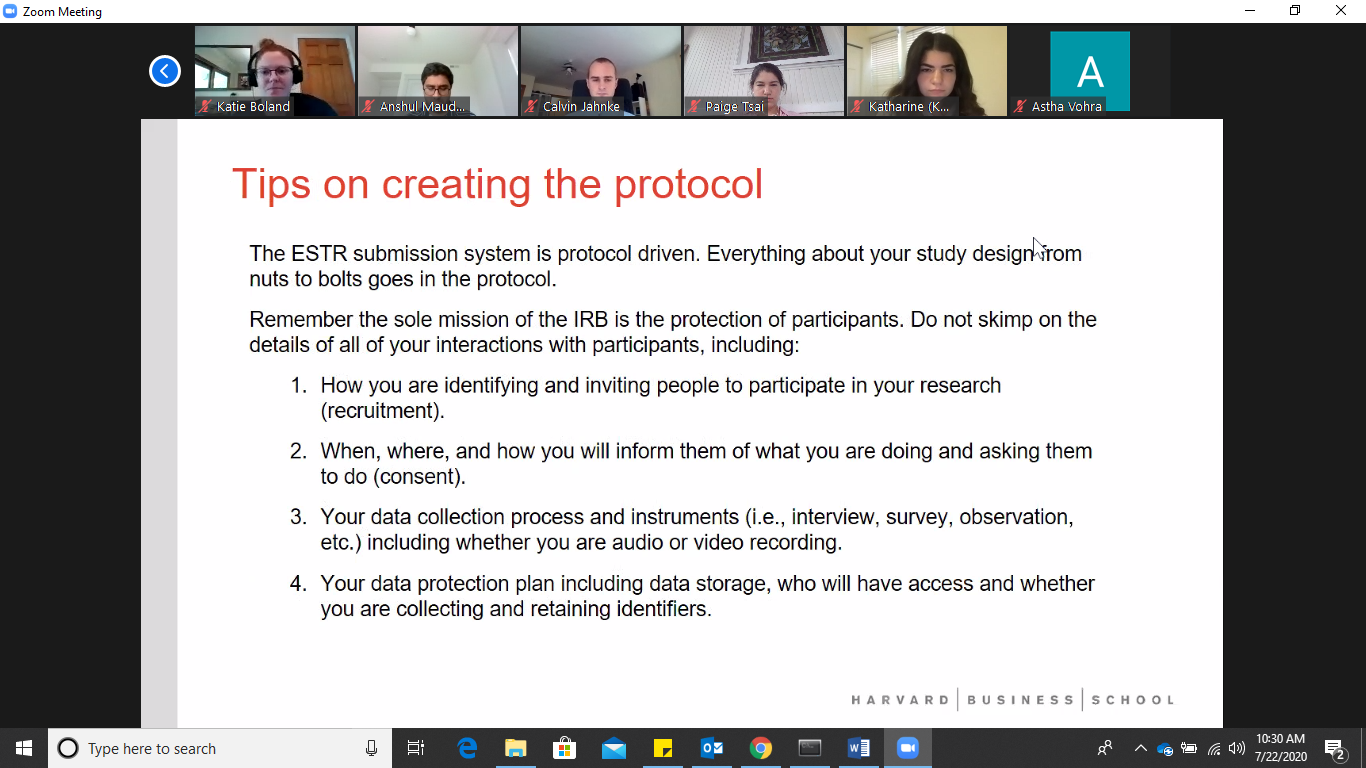 Zoom Meeting
Katie Boland
Anshul Maud...
Calvin Jahnke
Paige Tsai
Katharine (K...
A
Astha Vohra
Tips on creating the protocol
The ESTR submission system is protocol driven. Everything about your study design from
nuts to bolts goes in the protocol.
Remember the sole mission of the IRB is the protection of participants. Do not skimp on the
details of all of your interactions with participants, including:
1. How you are identifying and inviting people to participate in your research
(recruitment).
2. When, where, and how you will inform them of what you are doing and asking them
to do (consent).
3. Your data collection process and instruments (i.e., interview, survey, observation,
etc.) including whether you are audio or video recording.
4. Your data protection plan including data storage, who will have access and whether
you are collecting and retaining identifiers.
HARVARD | BUSINESS | SCHOOL
Type here to search
10:30 AM
7/22/2020
2